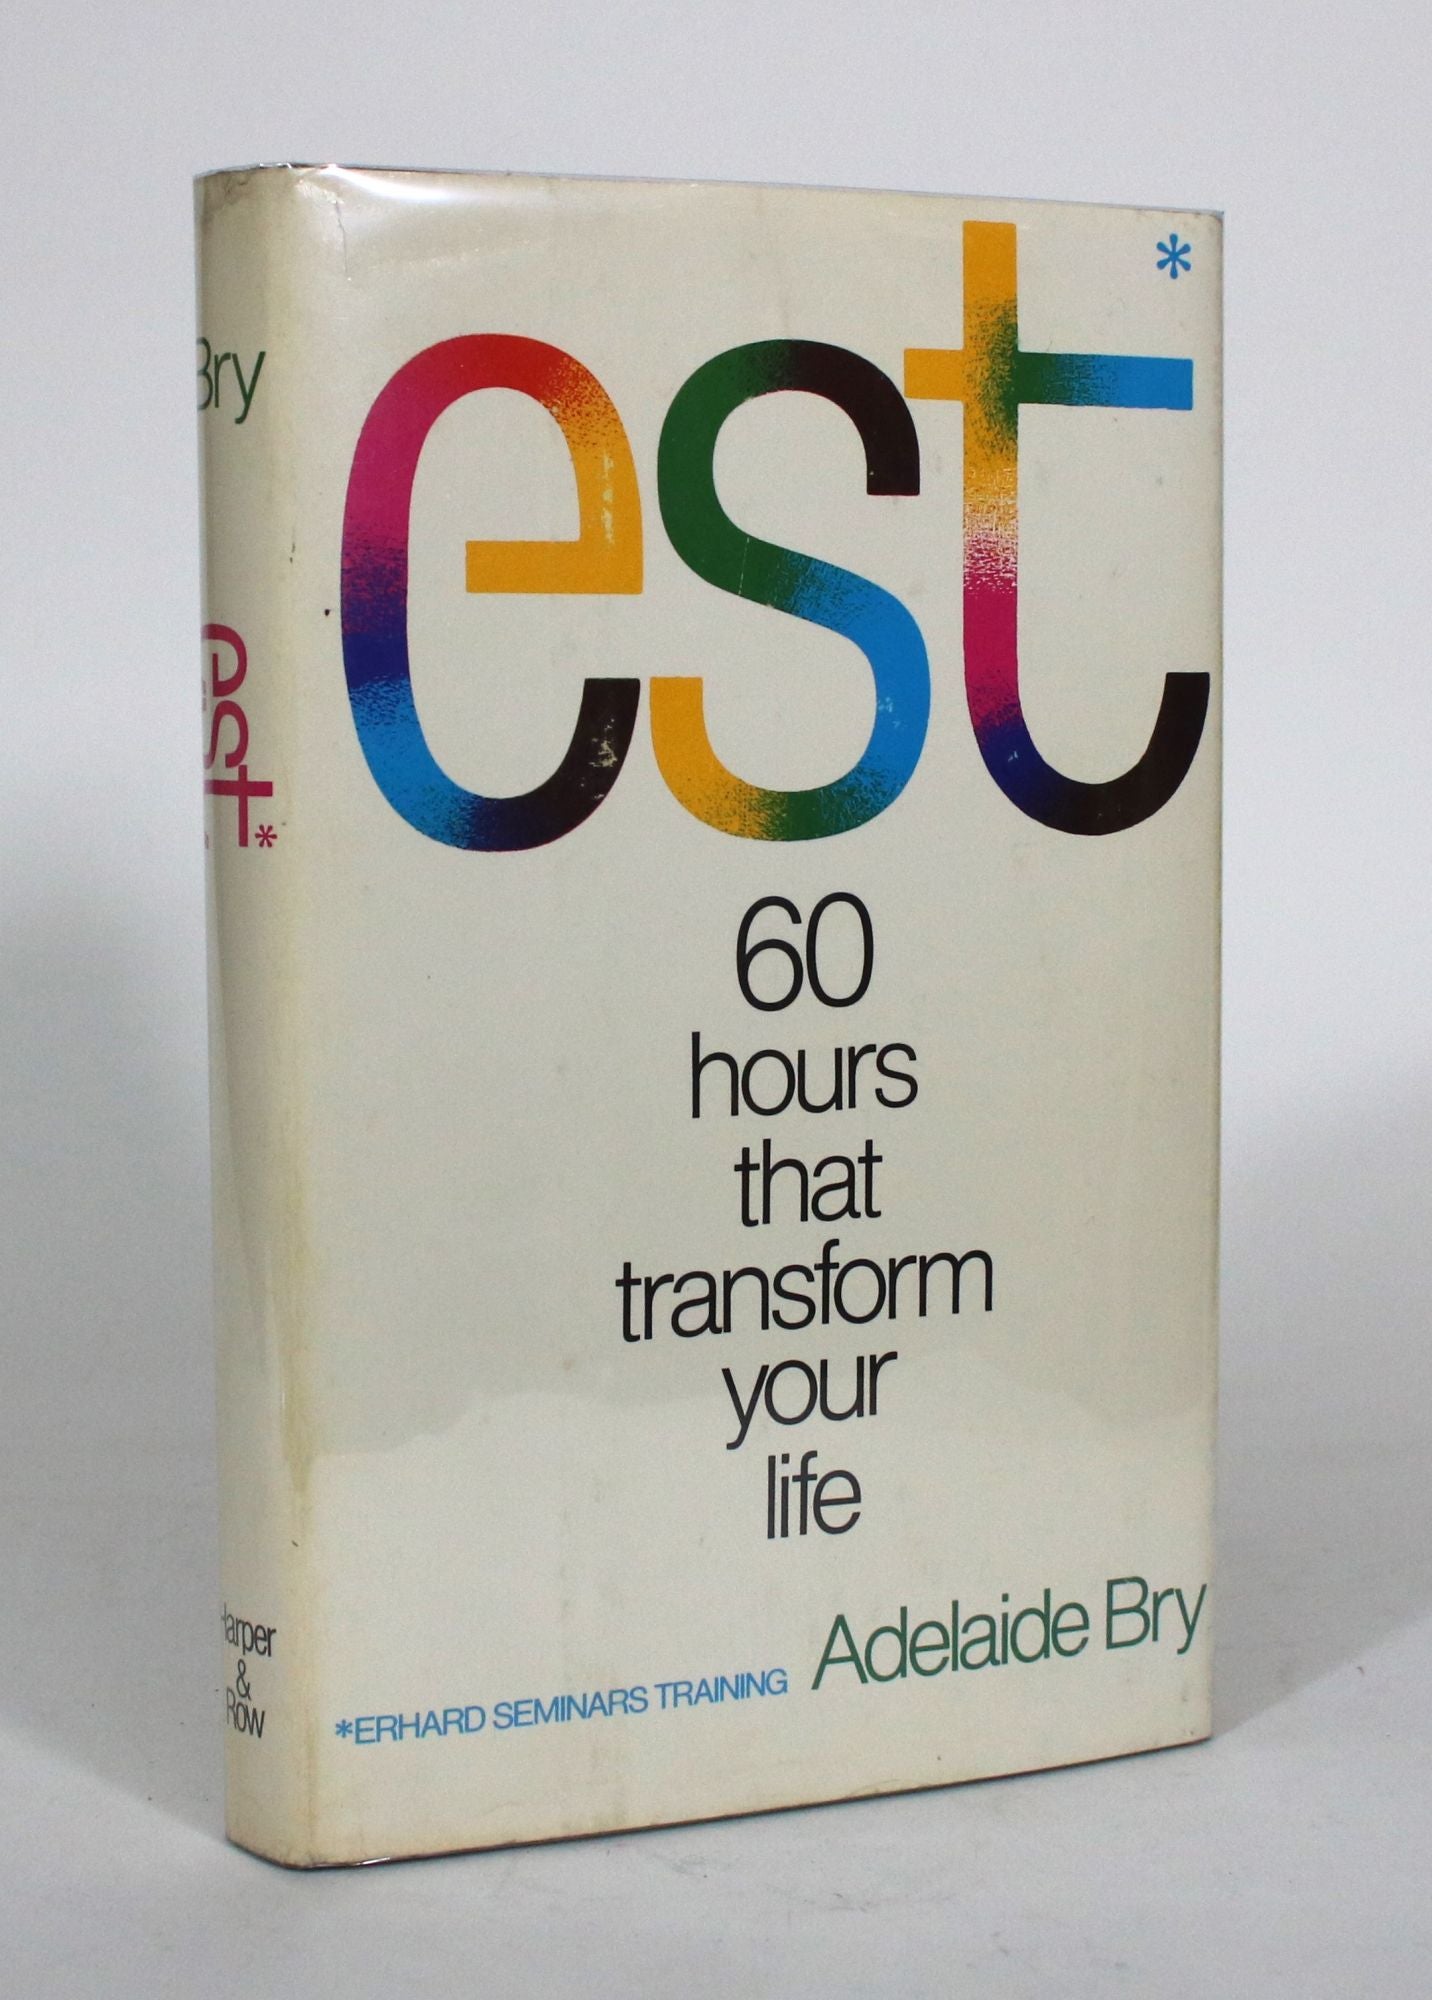 Bry
est*
Harper
&
Row
est*
60
hours
that
transform
your
life
Adelaide Bry
*ERHARD SEMINARS TRAINING